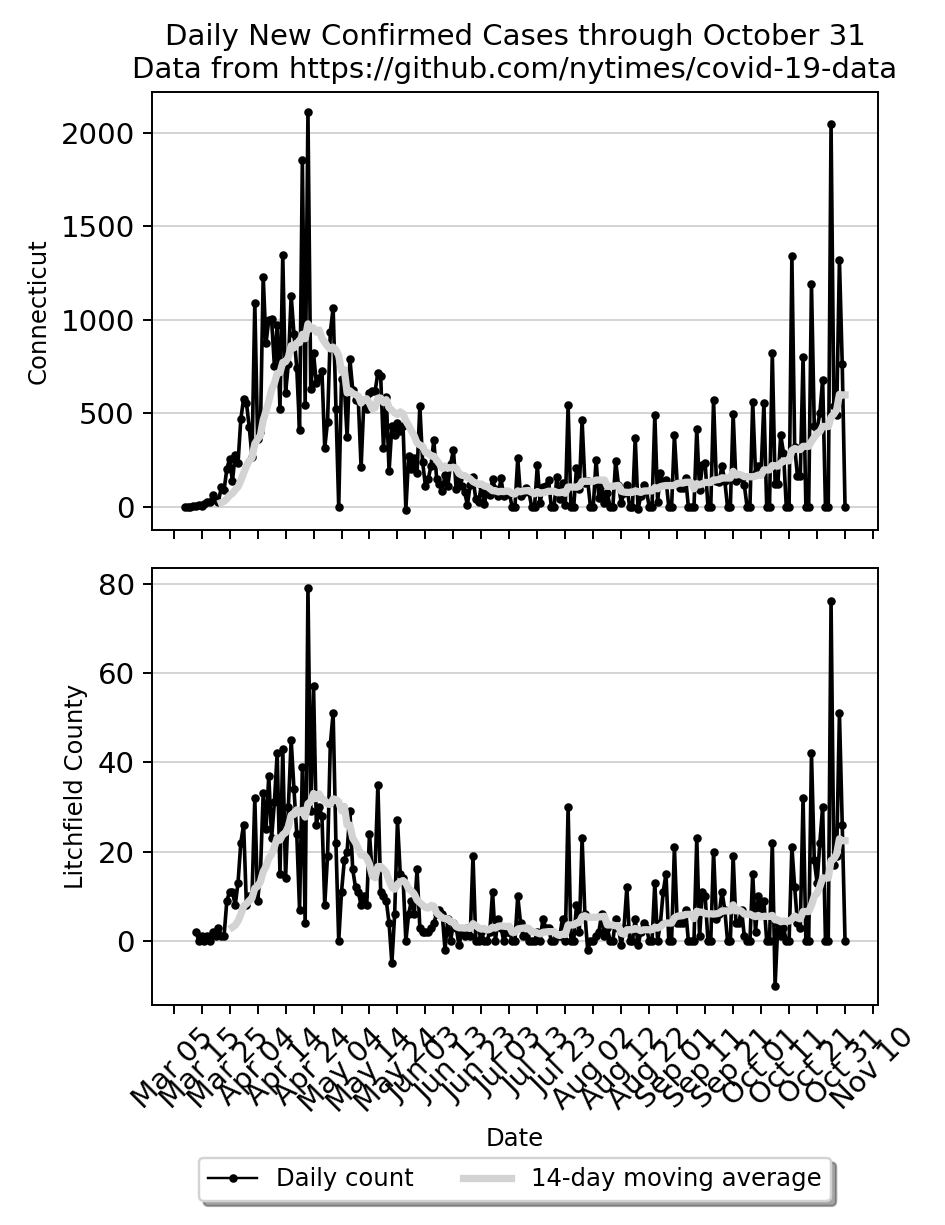 Daily New Confirmed Cases through October 31
Data from https://github.com/nytimes/covid-19-data
2000
1500
1000
500
0
Connecticut
80
60
40
20
0
Litchfield County
Mar 05
Mar 15
Mar 25
Apr 04
Apr 14
Apr 24
May 04
May 14
May 24
Jun 03
Jun 13
Jun 23
Jul 03
Jul 13
Jul 23
Aug 02
Aug 12
Aug 22
Sep 01
Sep 11
Sep 21
Oct 01
Oct 11
Oct 21
Oct 31
Nov 10
Date
Daily count
14-day moving average